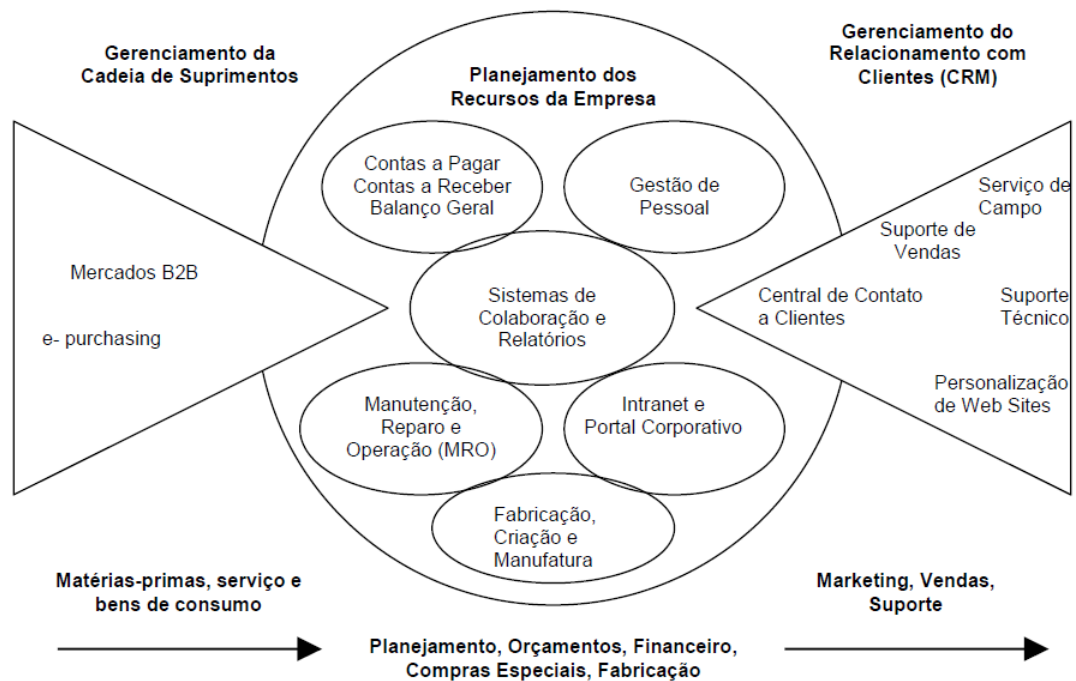 Gerenciamento da
Cadeia de Suprimentos
Planejamento dos
Recursos da Empresa
Gerenciamento do
Relacionamento com
Clientes (CRM)
Contas a Pagar
Contas a Receber
Balanço Geral
Gestão de
Pessoal
Serviço de
Campo
Suporte de
Vendas
Mercados B2B
e- purchasing
Sistemas de
Colaboração e
Relatórios
Central de Contato
a Clientes
Suporte
Técnico
Personalização
de Web Sites
Manutenção,
Reparo e
Operação (MRO)
Intranet e
Portal Corporativo
Fabricação,
Criação e
Manufatura
Matérias-primas, serviço e
bens de consumo
Marketing, Vendas,
Suporte
Planejamento, Orçamentos, Financeiro,
Compras Especiais, Fabricação